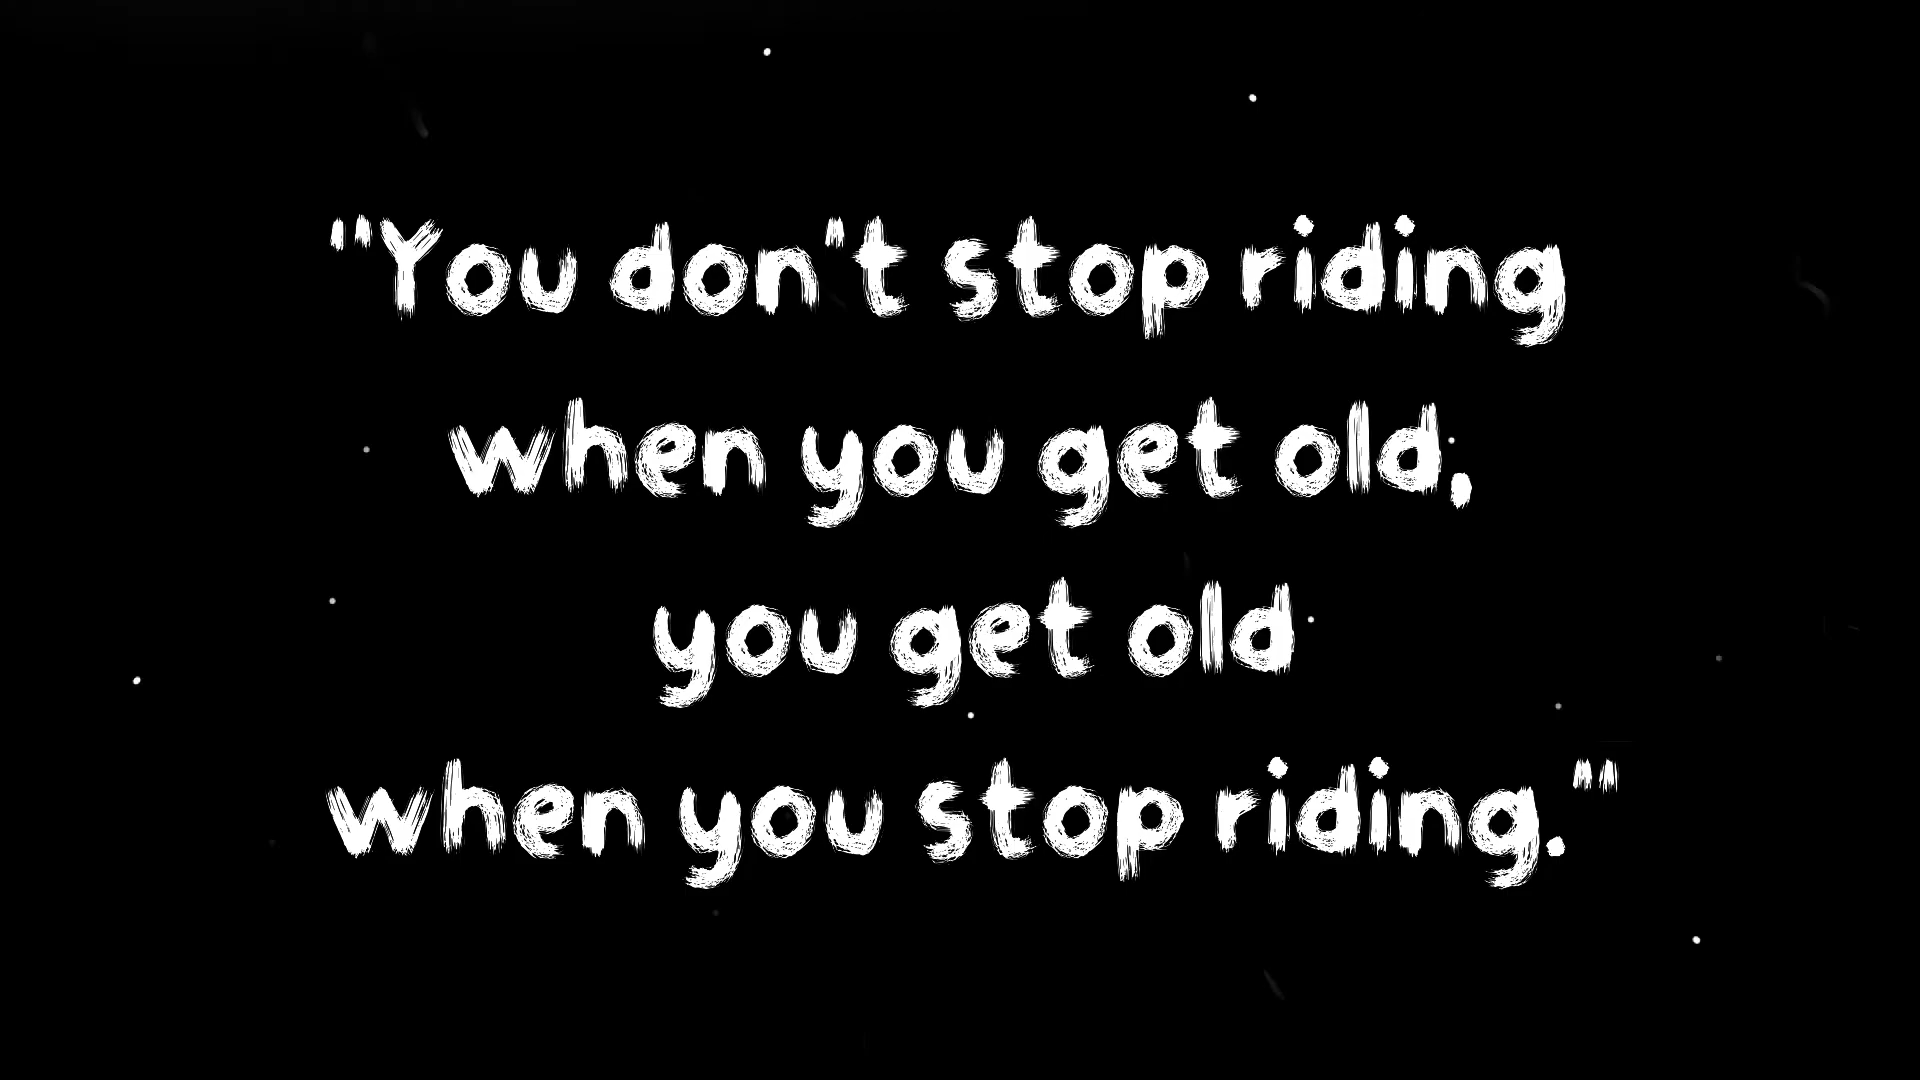 "You don't stop riding
when you get old,
you get old
when you stop riding."